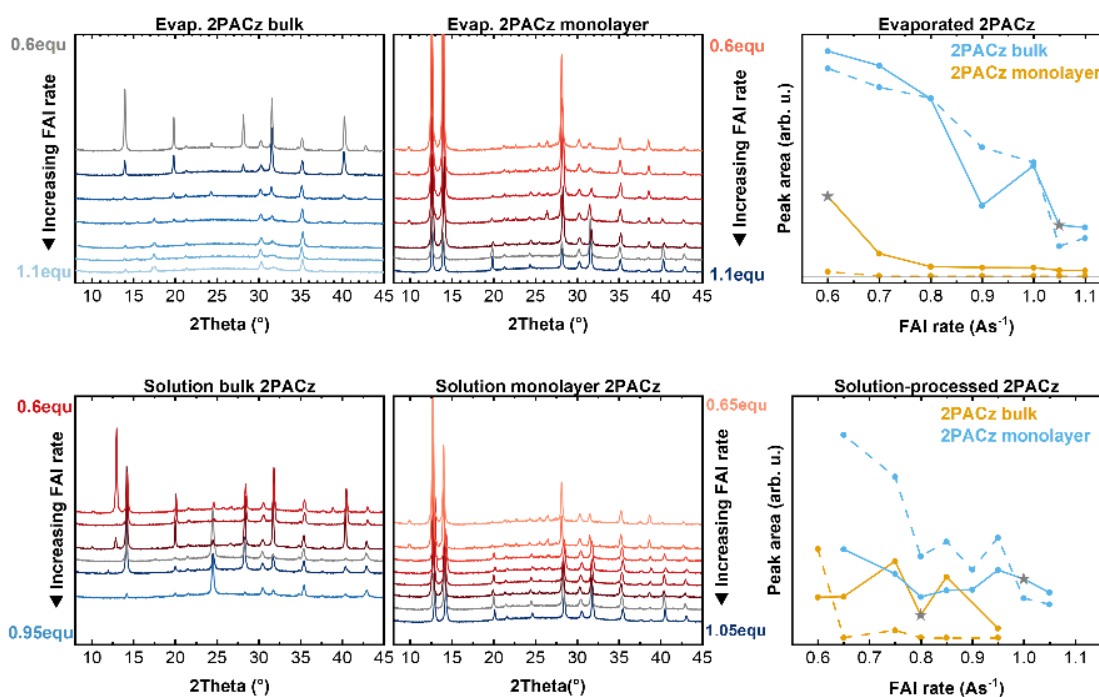 Evap. 2PACz bulk
Evap. 2PACz monolayer
Evaporated 2PACz
0.6equ
◀ Increasing FAI rate
1.1equ
10 15 20 25 30 35 40 45
2Theta (°)
0.6equ
◀ Increasing FAI rate
1.1equ
10 15 20 25 30 35 40 45
2Theta (°)
Peak area (arb. u.)
2PACz bulk
2PACz monolayer
0.6 0.7 0.8 0.9 1.0 1.1
FAI rate (As-1)
Solution bulk 2PACz
Solution monolayer 2PACz
Solution-processed 2PACz
0.6equ
◀ Increasing FAI rate
0.95equ
10 15 20 25 30 35 40 45
2Theta (°)
0.65equ
◀ Increasing FAI rate
1.05equ
10 15 20 25 30 35 40 45
2Theta(°)
Peak area (arb. u.)
2PACz bulk
2PACz monolayer
0.6 0.7 0.8 0.9 1.0 1.1
FAI rate (As-1)